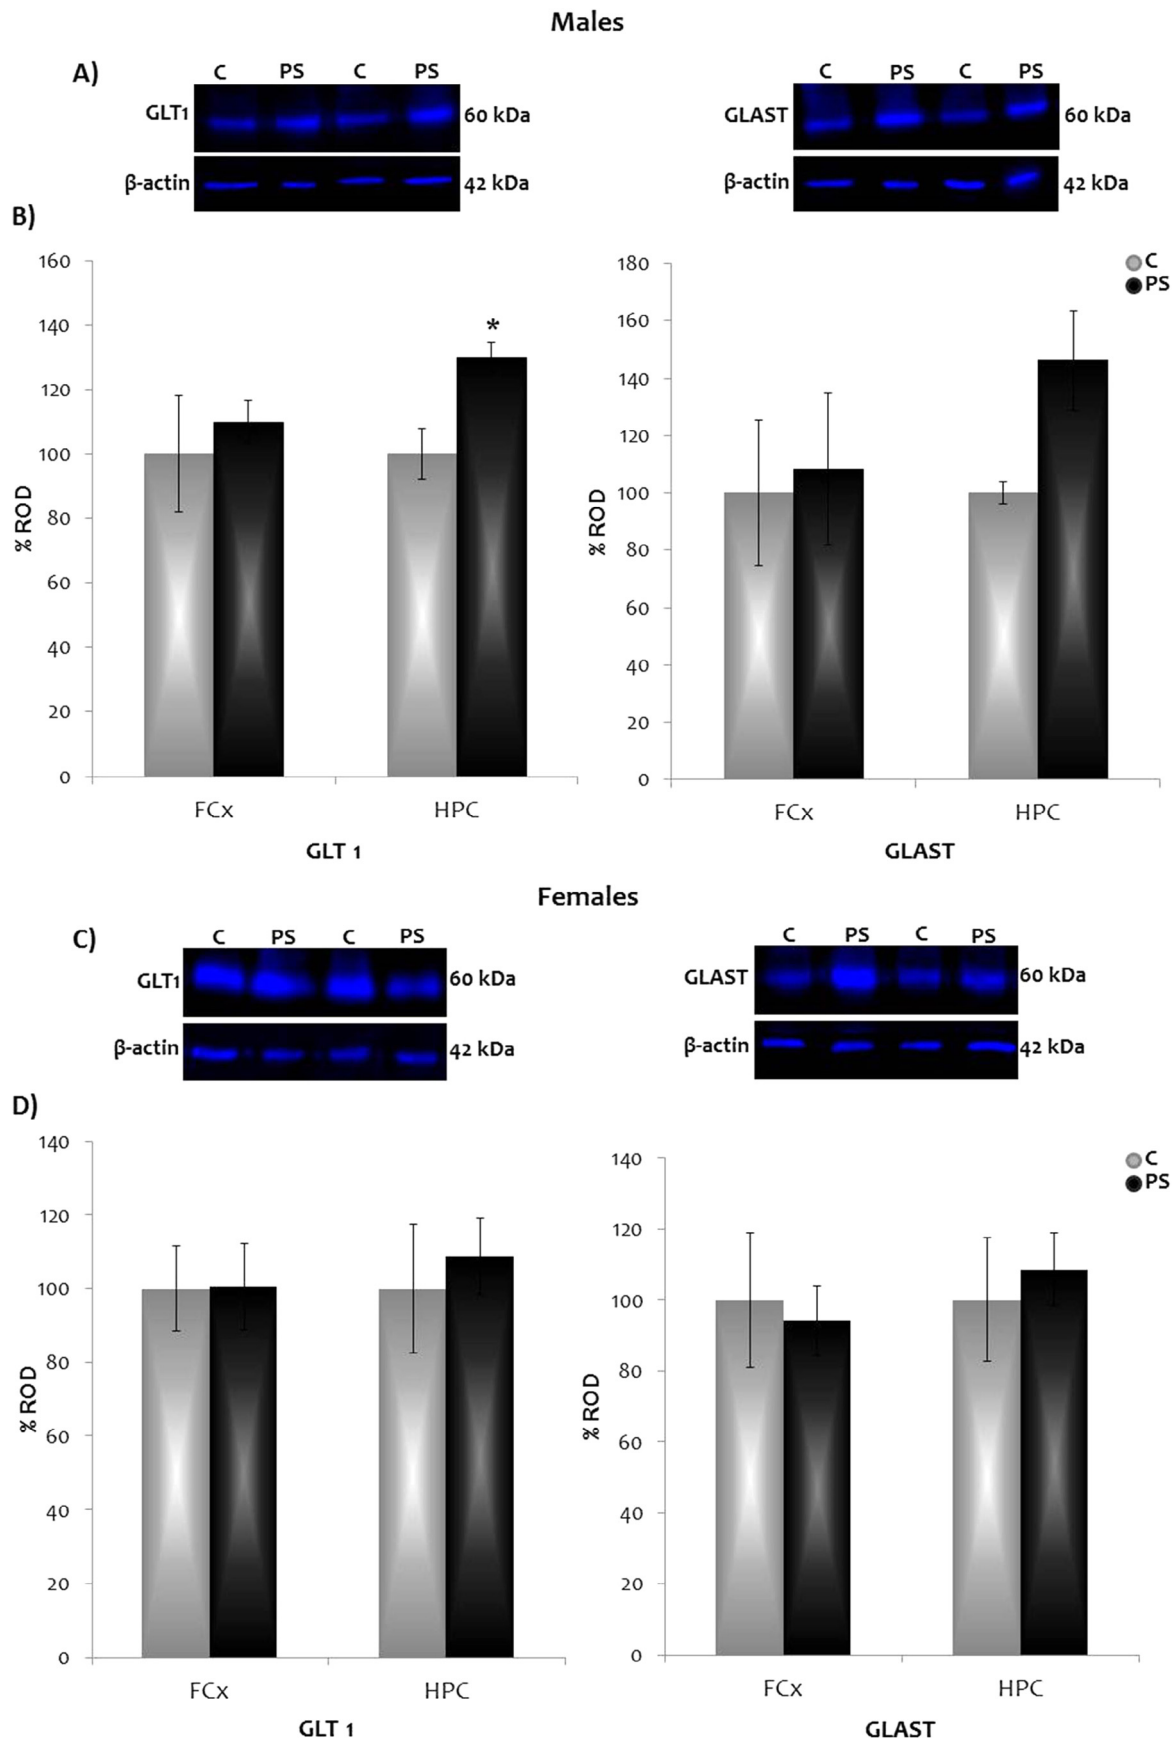 Males
A)
C PS C PS
GLT1
60 kDa
β-actin
42 kDa
C PS C PS
GLAST
60 kDa
β-actin
42 kDa
B)
160
140
120
100
80
60
40
20
0
% ROD
*
FCx HPC
GLT 1
180
160
140
120
100
80
60
40
20
0
% ROD
C
PS
FCx HPC
GLAST
Females
C)
C PS C PS
GLT1
60 kDa
β-actin
42 kDa
C PS C PS
GLAST
60 kDa
β-actin
42 kDa
D)
140
120
100
80
60
40
20
0
% ROD
FCx HPC
GLT 1
140
120
100
80
60
40
20
0
% ROD
C
PS
FCx HPC
GLAST